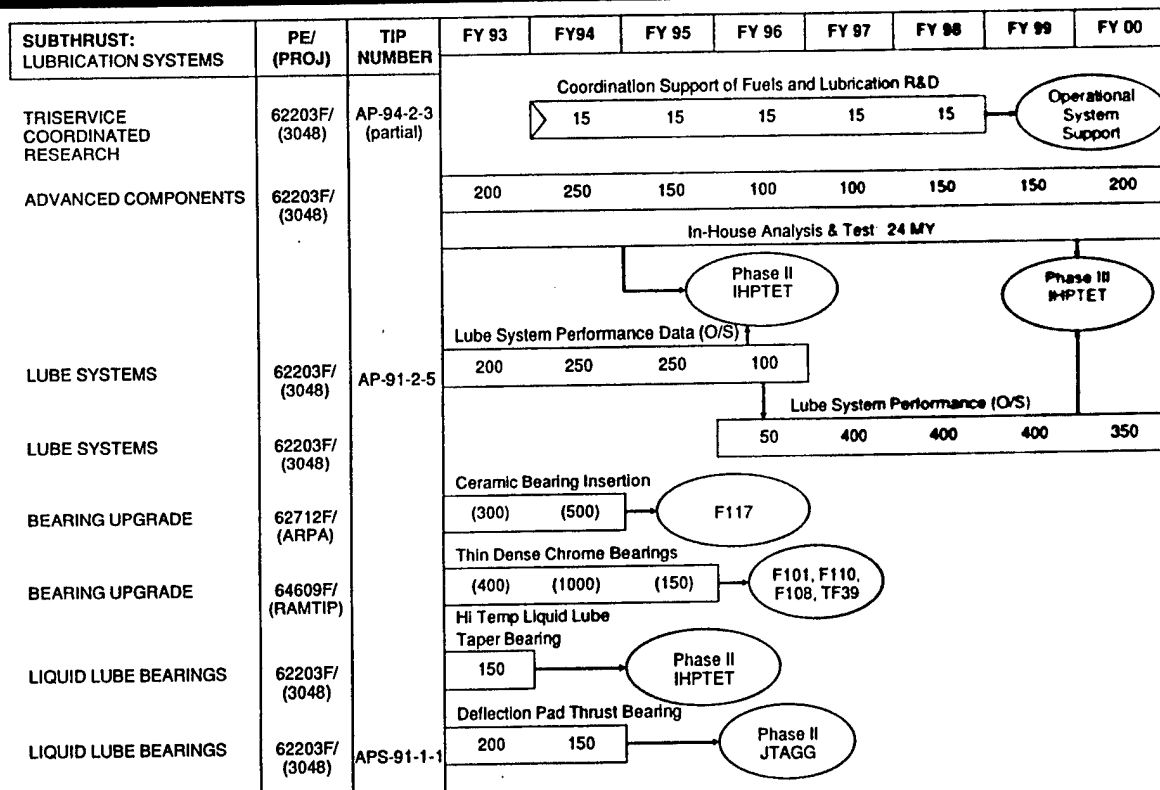 SUBTHRUST:
LUBRICATION SYSTEMS
PE/
(PROJ)
TIP
NUMBER
FY 93
FY94
FY 95
FY 96
FY 97
FY 98
FY 99
FY 00
TRISERVICE
COORDINATED
RESEARCH
62203F/
(3048)
AP-94-2-3
(partial)
Coordination Support of Fuels and Lubrication R&D
15 15 15 15 15
Operational
System
Support
ADVANCED COMPONENTS
62203F/
(3048)
200 250 150 100 100 150 150 200
In-House Analysis & Test 24 MY
Phase II
IHPTET
Phase III
IHPTET
Lube System Performance Data (O/S)
LUBE SYSTEMS
62203F/
(3048)
AP-91-2-5
200 250 250 100
Lube System Performance (O/S)
LUBE SYSTEMS
62203F/
(3048)
50 400 400 400 350
Ceramic Bearing Insertion
BEARING UPGRADE
62712F/
(ARPA)
(300) (500)
F117
Thin Dense Chrome Bearings
BEARING UPGRADE
64609F/
(RAMTIP)
(400) (1000) (150)
F101, F110,
F108, TF39
Hi Temp Liquid Lube
Taper Bearing
LIQUID LUBE BEARINGS
62203F/
(3048)
150
Phase II
IHPTET
Deflection Pad Thrust Bearing
LIQUID LUBE BEARINGS
62203F/
(3048)
APS-91-1-1
200 150
Phase II
JTAGG